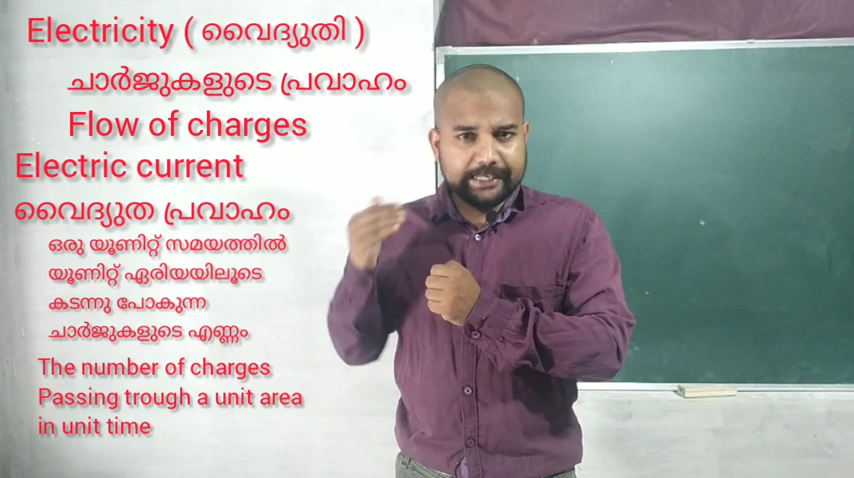 Electricity ( വൈദ്യുതി )
ചാർജുകളുടെ പ്രവാഹം
Flow of charges
Electric current
വൈദ്യുത പ്രവാഹം
ഒരു യൂണിറ്റ് സമയത്തിൽ
യൂണിറ്റ് ഏരിയയിലൂടെ
കടന്നു പോകുന്ന
ചാർജുകളുടെ എണ്ണം
The number of charges
Passing trough a unit area
in unit time